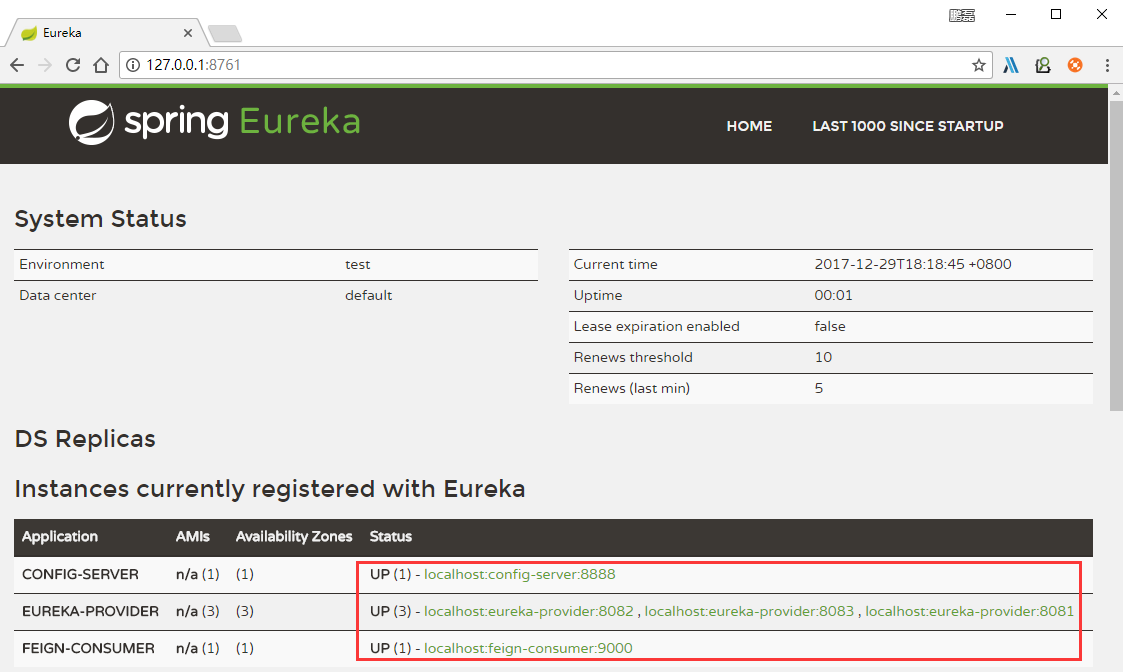 鹏磊
Eureka
127.0.0.1:8761
spring Eureka
HOME LAST 1000 SINCE STARTUP
System Status
Environment test
Data center default
Current time 2017-12-29T18:18:45 +0800
Uptime 00:01
Lease expiration enabled false
Renews threshold 10
Renews (last min) 5
DS Replicas
Instances currently registered with Eureka
Application AMIs Availability Zones Status
CONFIG-SERVER n/a (1) (1) UP (1) - localhost:config-server:8888
EUREKA-PROVIDER n/a (3) (3) UP (3) - localhost:eureka-provider:8082 , localhost:eureka-provider:8083 , localhost:eureka-provider:8081
FEIGN-CONSUMER n/a (1) (1) UP (1) - localhost:feign-consumer:9000